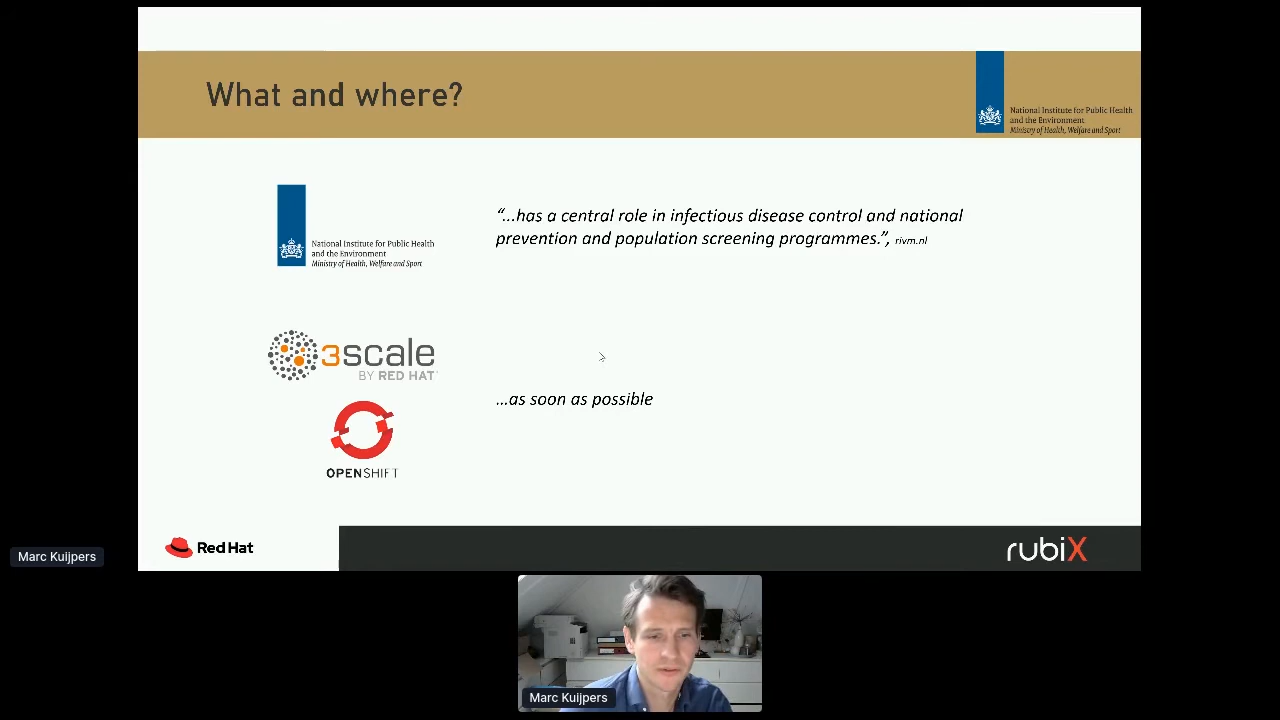 What and where?
National Institute for Public Health
and the Environment
Ministry of Health, Welfare and Sport
National Institute for Public Health
and the Environment
Ministry of Health, Welfare and Sport
“...has a central role in infectious disease control and national
prevention and population screening programmes.”, rivm.nl
3scale
BY RED HAT
...as soon as possible
OPENSHIFT
Red Hat
rubiX
Marc Kuijpers
Marc Kuijpers